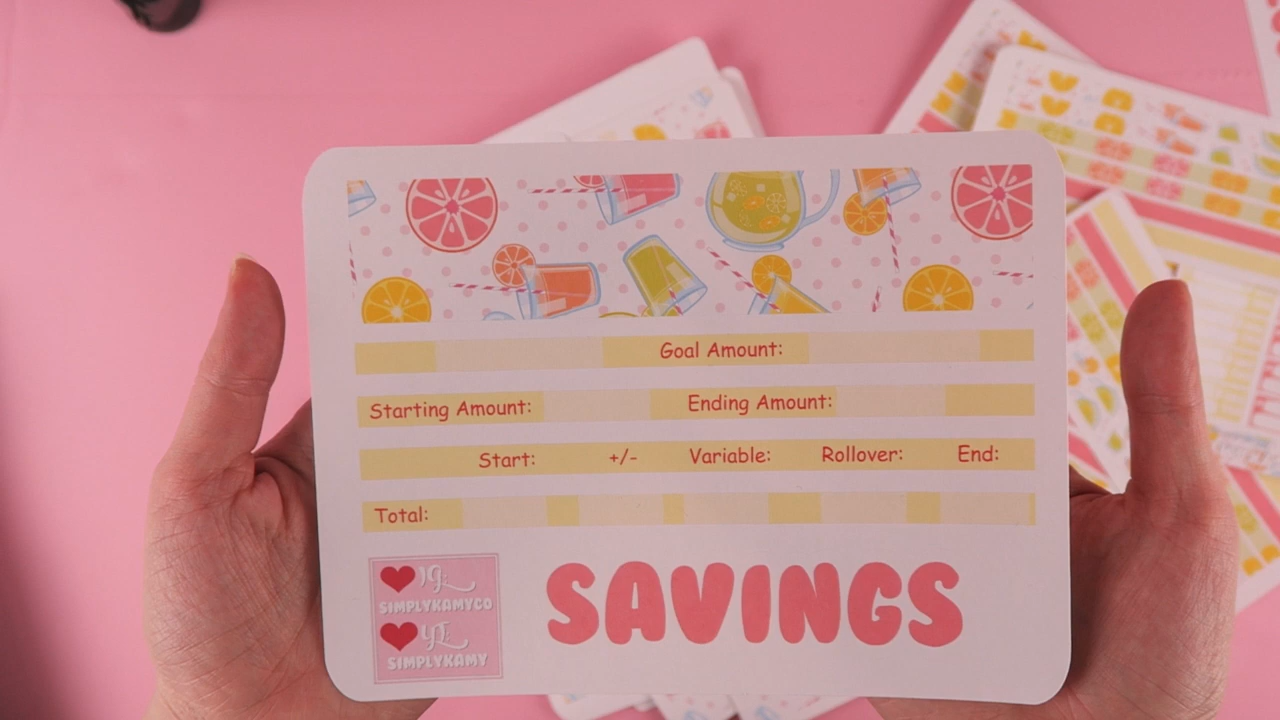 Goal Amount:
Starting Amount: Ending Amount:
Start: +/- Variable: Rollover: End:
Total:
IG:
SIMPLYKAMYCO
YT:
SIMPLYKAMY
SAVINGS